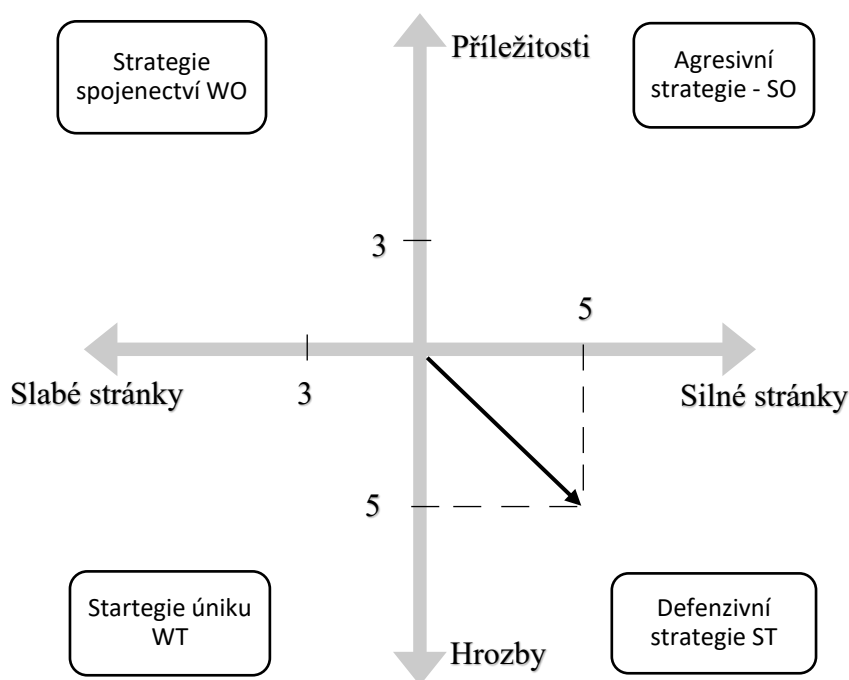 Strategie
spojenectví WO
Příležitosti
Agresivní
strategie - SO
3
5
Slabé stránky
3
Silné stránky
5
Startegie úniku
WT
Hrozby
Defenzivní
strategie ST